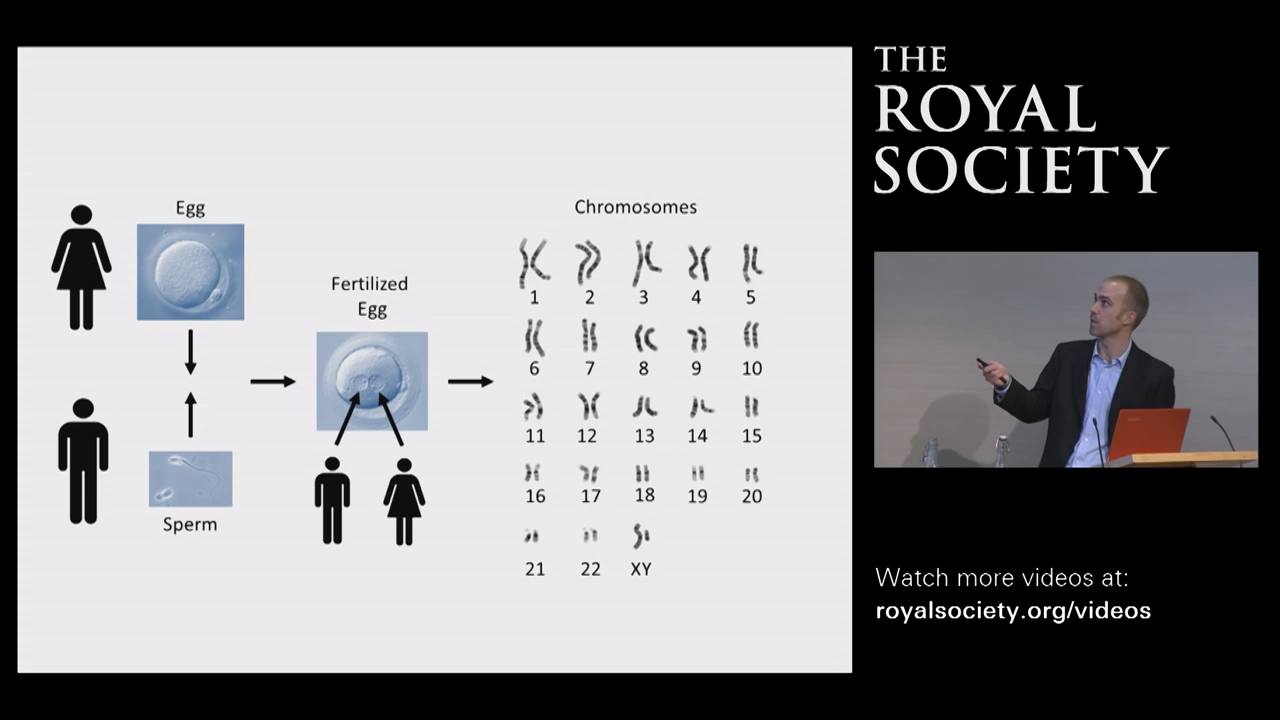 Egg
Fertilized
Egg
Sperm
Chromosomes
1 2 3 4 5
6 7 8 9 10
11 12 13 14 15
16 17 18 19 20
21 22 XY
THE
ROYAL
SOCIETY
Watch more videos at:
royalsociety.org/videos